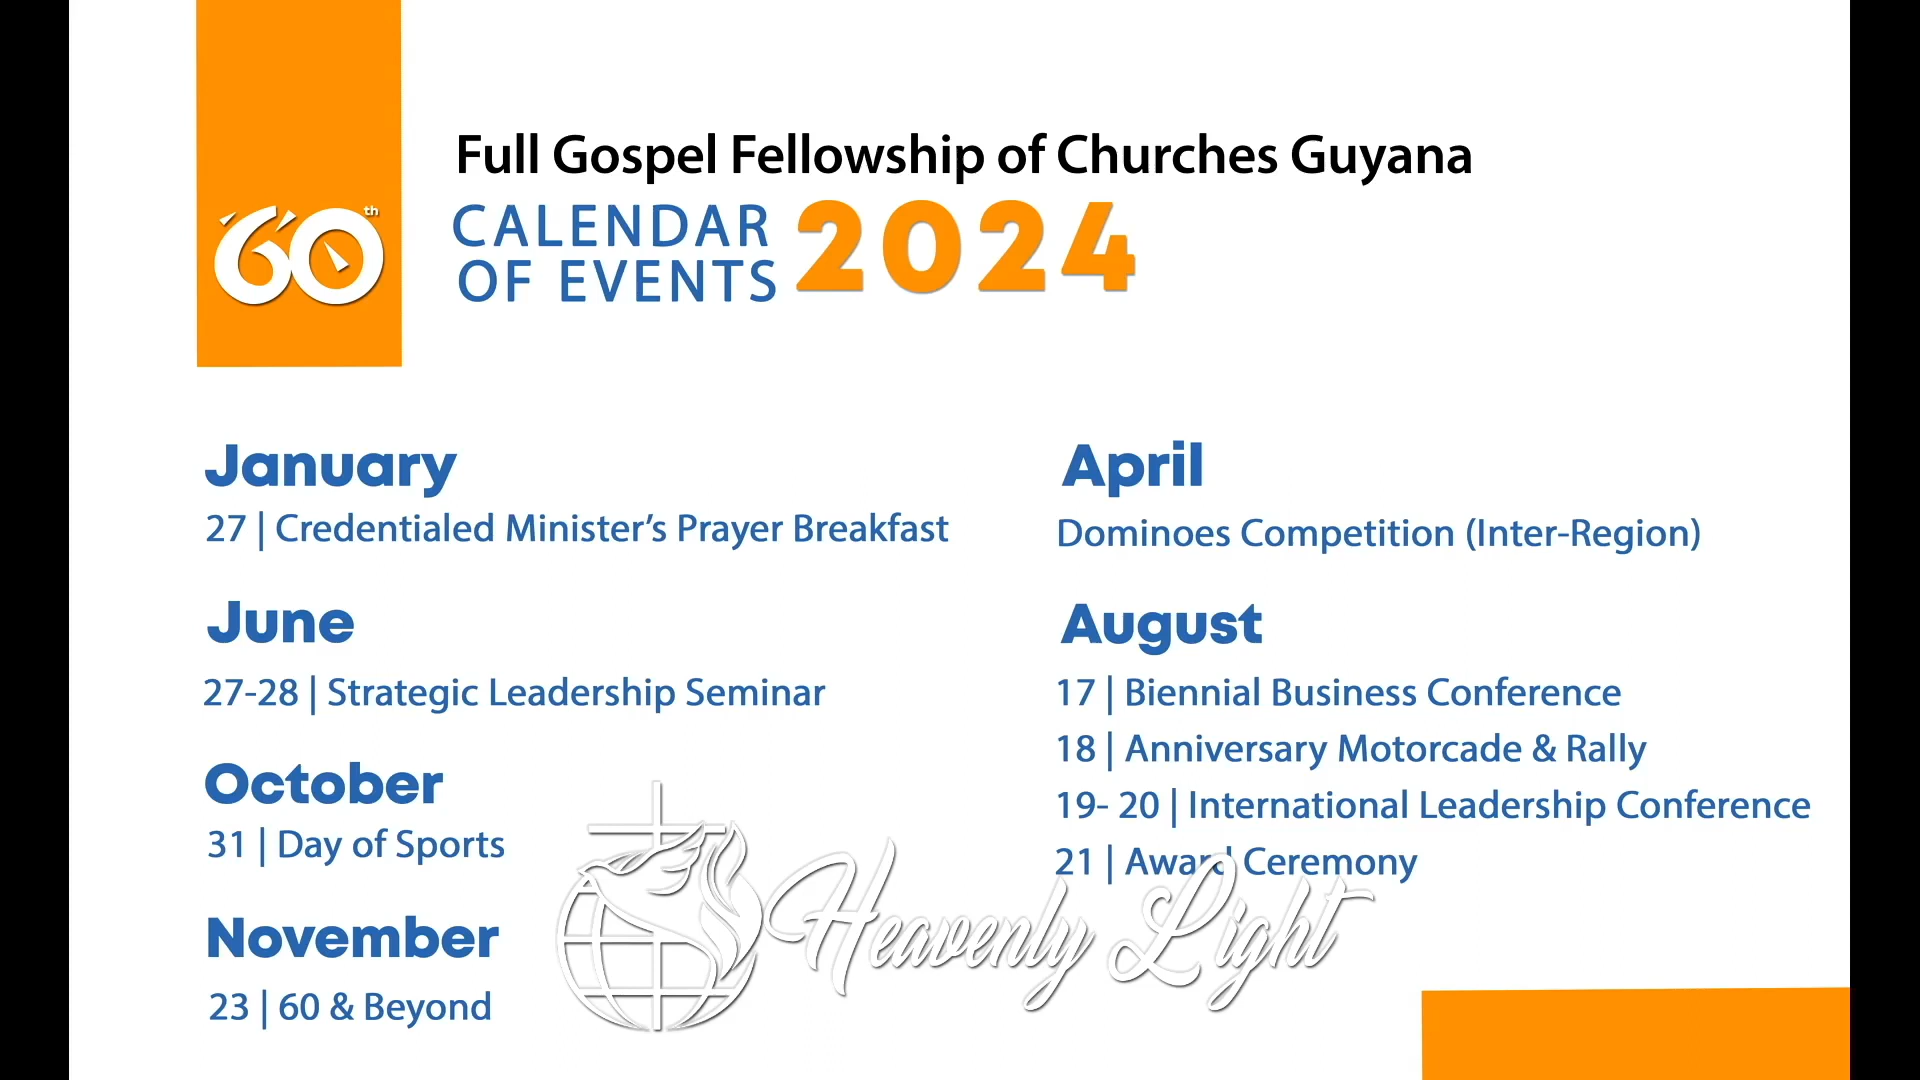 Full Gospel Fellowship of Churches Guyana
60th
CALENDAR
OF EVENTS
2024
January
27 | Credentialed Minister’s Prayer Breakfast
June
27-28 | Strategic Leadership Seminar
October
31 | Day of Sports
November
23 | 60 & Beyond
April
Dominoes Competition (Inter-Region)
August
17 | Biennial Business Conference
18 | Anniversary Motorcade & Rally
19- 20 | International Leadership Conference
21 | Award Ceremony
Heavenly Light